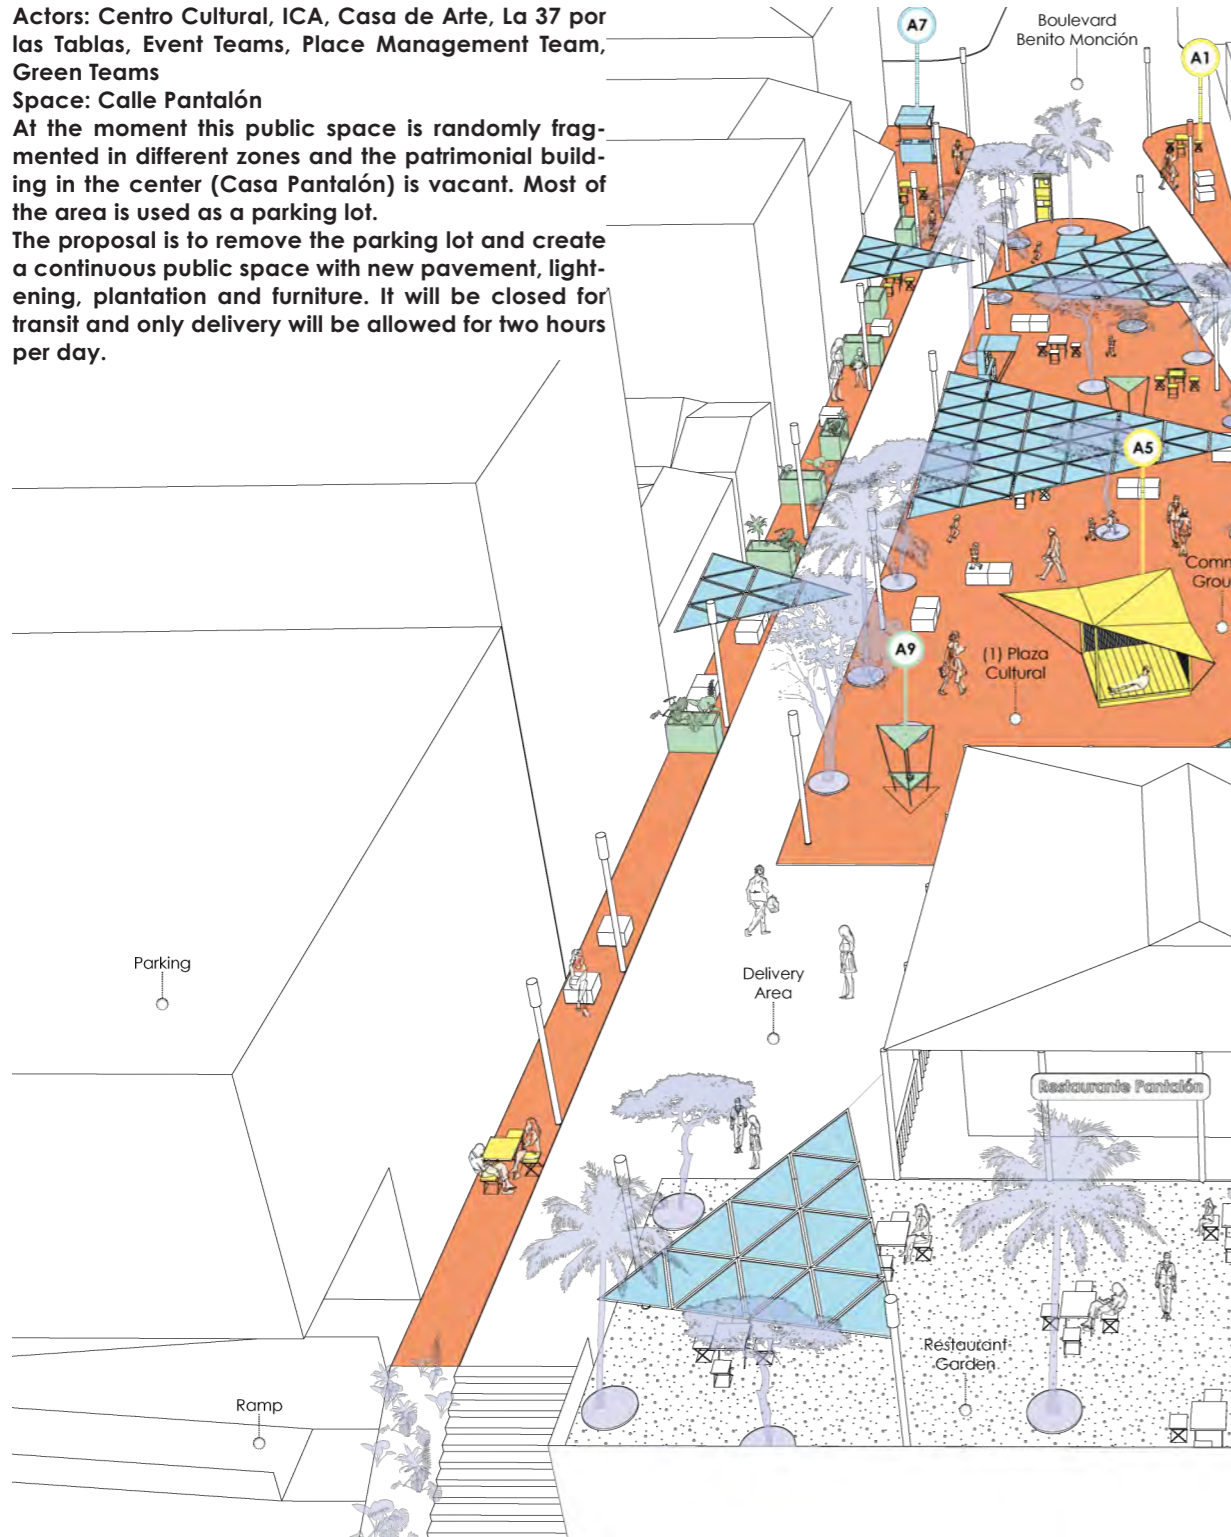 Actors: Centro Cultural, ICA, Casa de Arte, La 37 por
las Tablas, Event Teams, Place Management Team,
Green Teams
Space: Calle Pantalón
At the moment this public space is randomly frag-
mented in different zones and the patrimonial build-
ing in the center (Casa Pantalón) is vacant. Most of
the area is used as a parking lot.
The proposal is to remove the parking lot and create
a continuous public space with new pavement, light-
ening, plantation and furniture. It will be closed for
transit and only delivery will be allowed for two hours
per day.
A7
Boulevard
Benito Monción
A1
A5
Comm
Grou
A9
(1) Plaza
Cultural
Parking
Delivery
Area
Restaurante Pantalón
Restaurant
Garden
Ramp